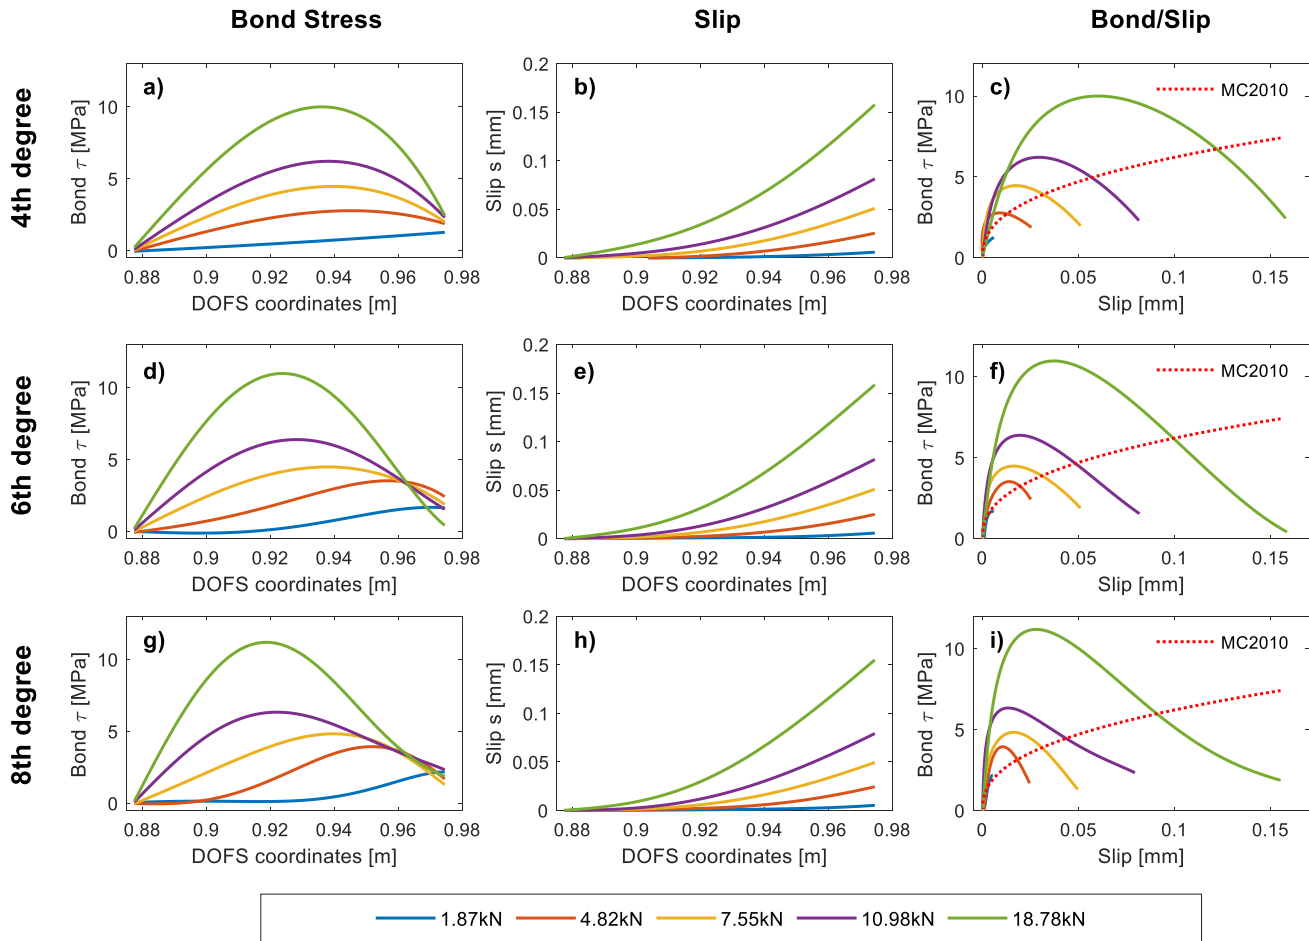 Bond Stress
Slip
Bond/Slip
4th degree
a)
Bond τ [MPa]
10
5
0
0.88 0.9 0.92 0.94 0.96 0.98
DOFS coordinates [m]
b)
Slip s [mm]
0.2
0.15
0.1
0.05
0
0.88 0.9 0.92 0.94 0.96 0.98
DOFS coordinates [m]
c)
MC2010
Bond τ [MPa]
10
5
0
0 0.05 0.1 0.15
Slip [mm]
6th degree
d)
Bond τ [MPa]
10
5
0
0.88 0.9 0.92 0.94 0.96 0.98
DOFS coordinates [m]
e)
Slip s [mm]
0.2
0.15
0.1
0.05
0
0.88 0.9 0.92 0.94 0.96 0.98
DOFS coordinates [m]
f)
MC2010
Bond τ [MPa]
10
5
0
0 0.05 0.1 0.15
Slip [mm]
8th degree
g)
Bond τ [MPa]
10
5
0
0.88 0.9 0.92 0.94 0.96 0.98
DOFS coordinates [m]
h)
Slip s [mm]
0.2
0.15
0.1
0.05
0
0.88 0.9 0.92 0.94 0.96 0.98
DOFS coordinates [m]
i)
MC2010
Bond τ [MPa]
10
5
0
0 0.05 0.1 0.15
Slip [mm]
1.87kN 4.82kN 7.55kN 10.98kN 18.78kN